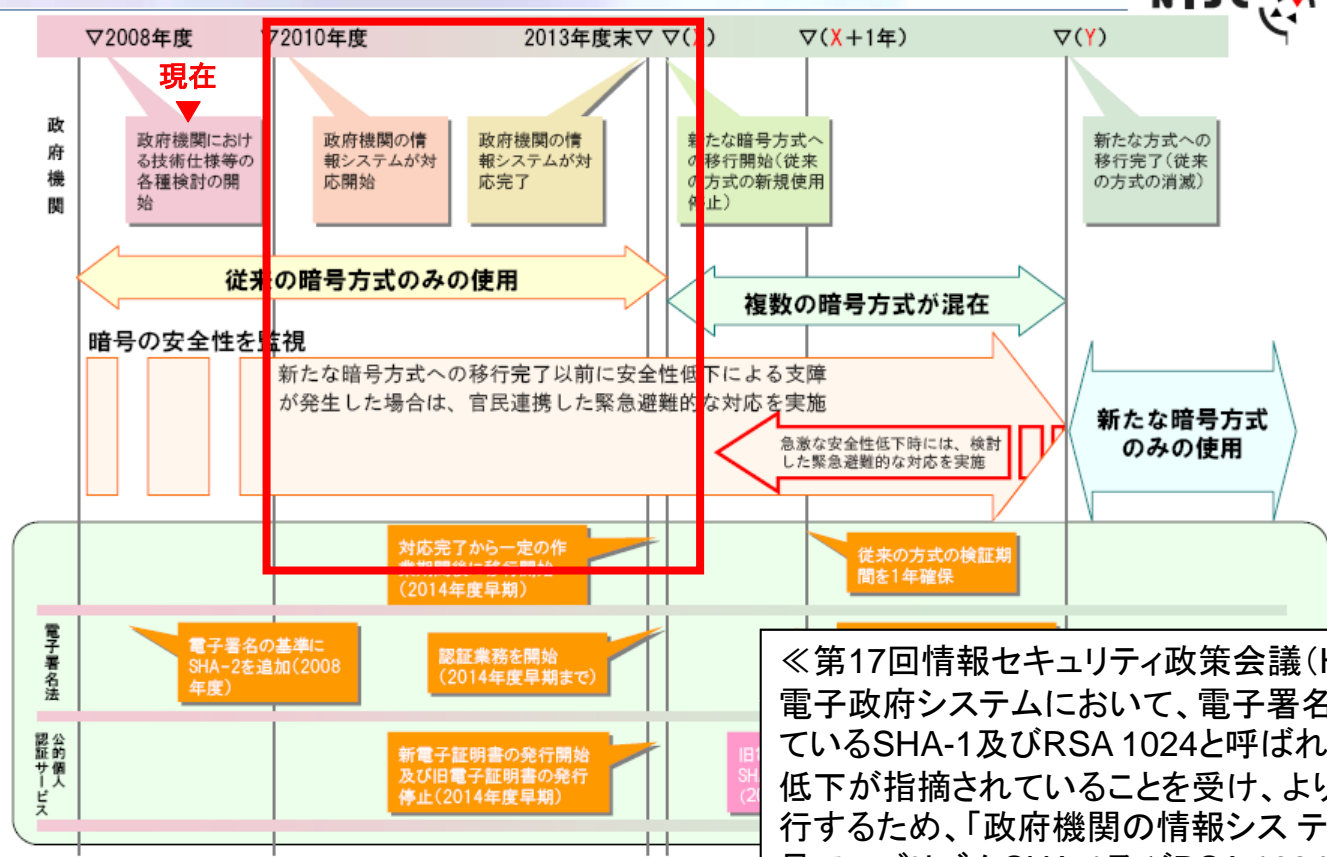 NISC
▽2008年度
▽2010年度
2013年度末▽
▽(X)
▽(X+1年)
▽(Y)
現在
▼
政府機関
政府機関におけ
る技術仕様等の
各種検討の開
始
政府機関の情
報システムが対
応開始
政府機関の情
報システムが対
応完了
新たな暗号方式へ
の移行開始(従来
の方式の新規使用
停止)
新たな方式への
移行完了(従来
の方式の消滅)
従来の暗号方式のみの使用
複数の暗号方式が混在
暗号の安全性を監視
新たな暗号方式への移行完了以前に安全性低下による支障
が発生した場合は、官民連携した緊急避難的な対応を実施
急激な安全性低下時には、検討
した緊急避難的な対応を実施
新たな暗号方式
のみの使用
対応完了から一定の作
業期間後に移行開始
(2014年度早期)
従来の方式の検証期
間を1年確保
電子署名法
電子署名の基準に
SHA-2を追加(2008
年度)
認証業務を開始
(2014年度早期まで)
公的個人
認証サービス
新電子証明書の発行開始
及び旧電子証明書の発行
停止(2014年度早期)
旧
SH
(2
≪第17回情報セキュリティ政策会議(
電子政府システムにおいて、電子署名
ているSHA-1及びRSA 1024と呼ばれ
低下が指摘されていることを受け、より
行するため、「政府機関の情報シス テ